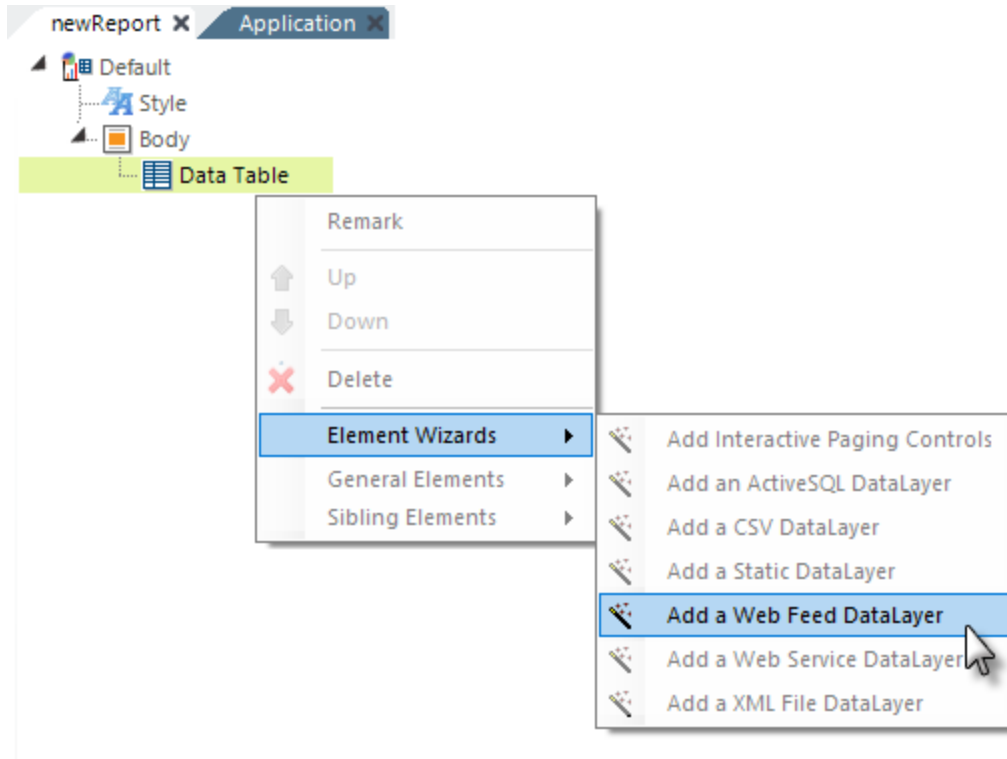 newReport
Application
Default
Style
Body
Data Table
Remark
Up
Down
Delete
Element Wizards
General Elements
Sibling Elements
Add Interactive Paging Controls
Add an ActiveSQL DataLayer
Add a CSV DataLayer
Add a Static DataLayer
Add a Web Feed DataLayer
Add a Web Service DataLayer
Add a XML File DataLayer